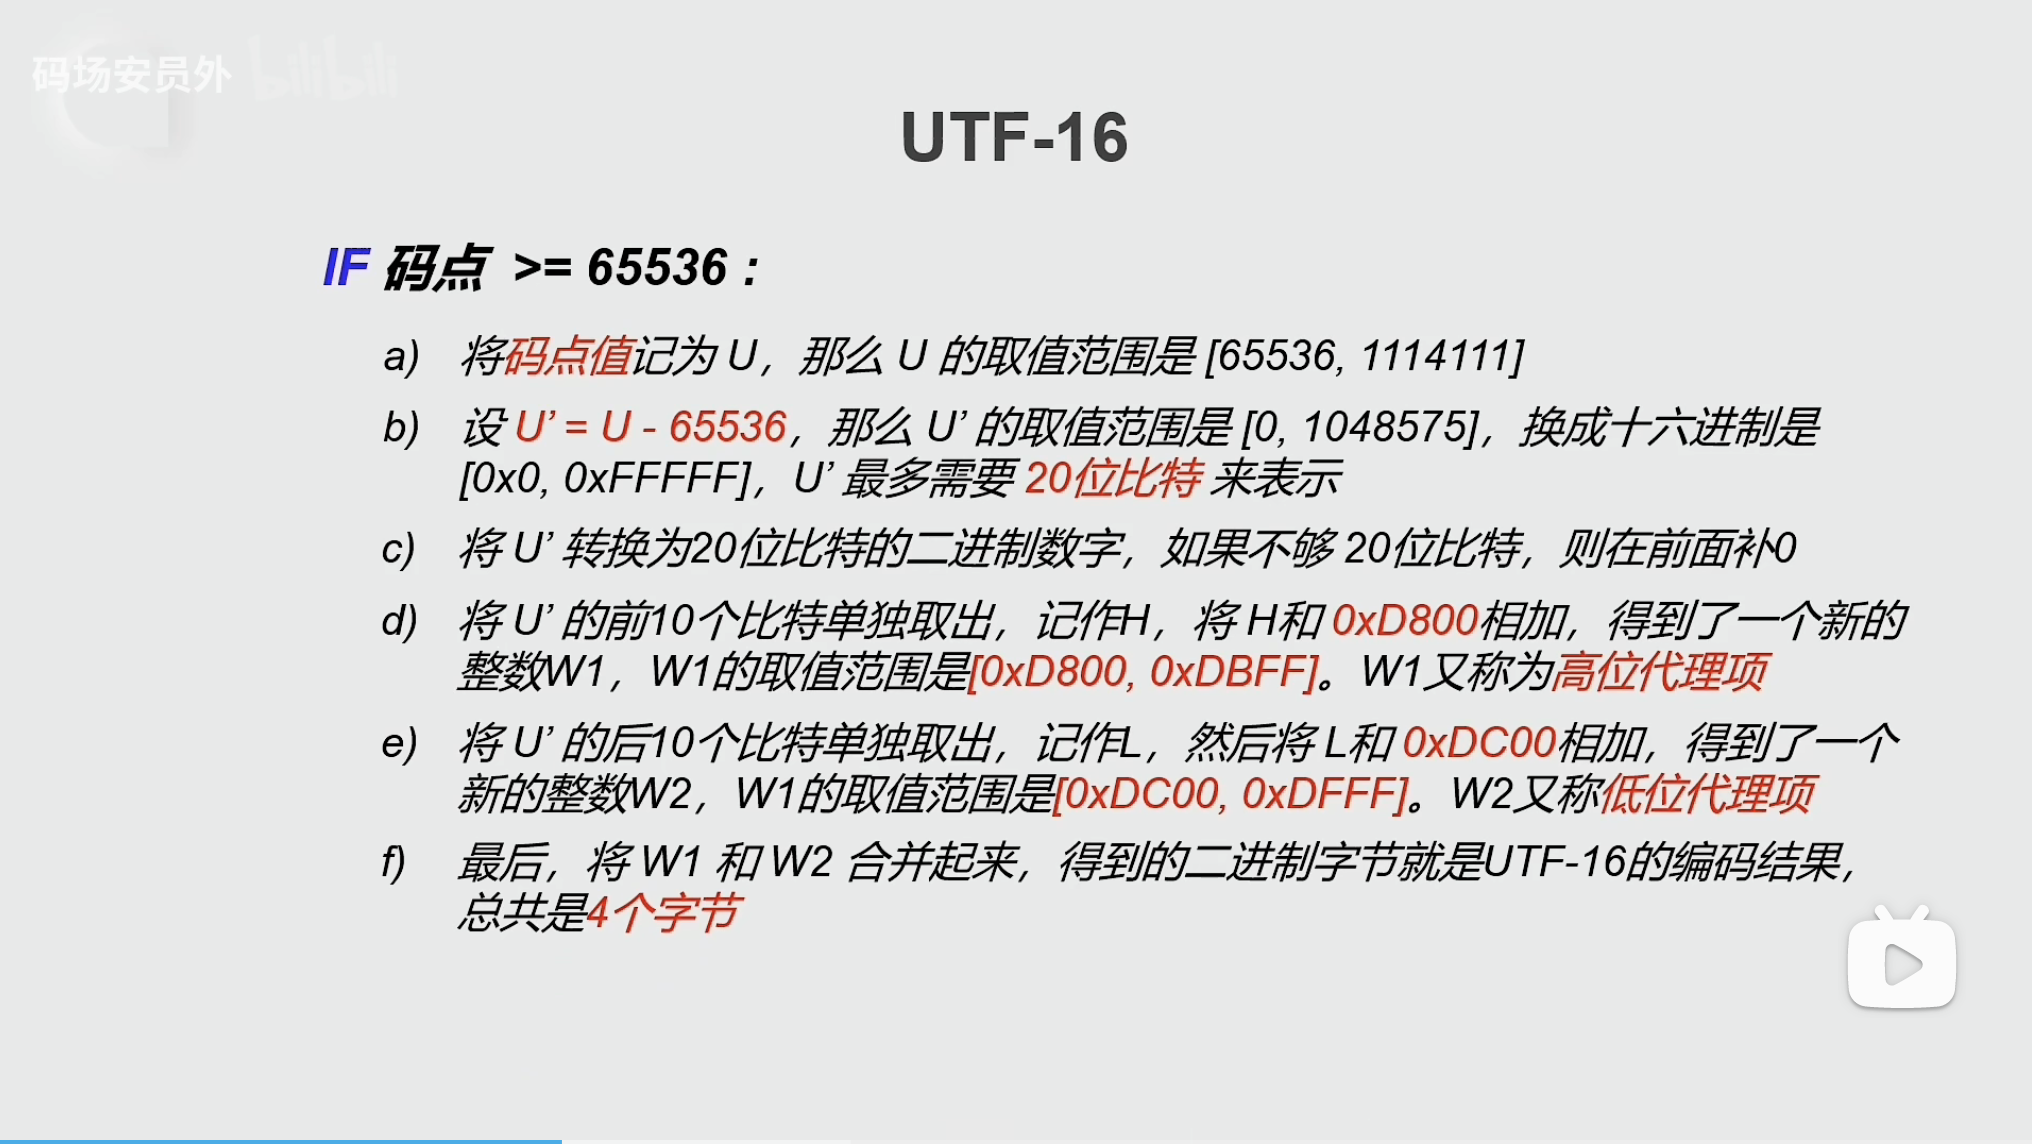 码场安员外 bilibili
UTF-16
IF 码点 >= 65536 :
a) 将码点值记为 U，那么 U 的取值范围是 [65536, 1114111]
b) 设 U’ = U - 65536，那么 U’ 的取值范围是 [0, 1048575]，换成十六进制是
[0x0, 0xFFFFF]，U’ 最多需要 20位比特 来表示
c) 将 U’ 转换为20位比特的二进制数字，如果不够 20位比特，则在前面补0
d) 将 U’ 的前10个比特单独取出，记作H，将 H和 0xD800相加，得到了一个新的
整数W1，W1的取值范围是[0xD800, 0xDBFF]。W1又称为高位代理项
e) 将 U’ 的后10个比特单独取出，记作L，然后将 L和 0xDC00相加，得到了一个
新的整数W2，W1的取值范围是[0xDC00, 0xDFFF]。W2又称低位代理项
f) 最后，将 W1 和 W2 合并起来，得到的二进制字节就是UTF-16的编码结果，
总共是4个字节